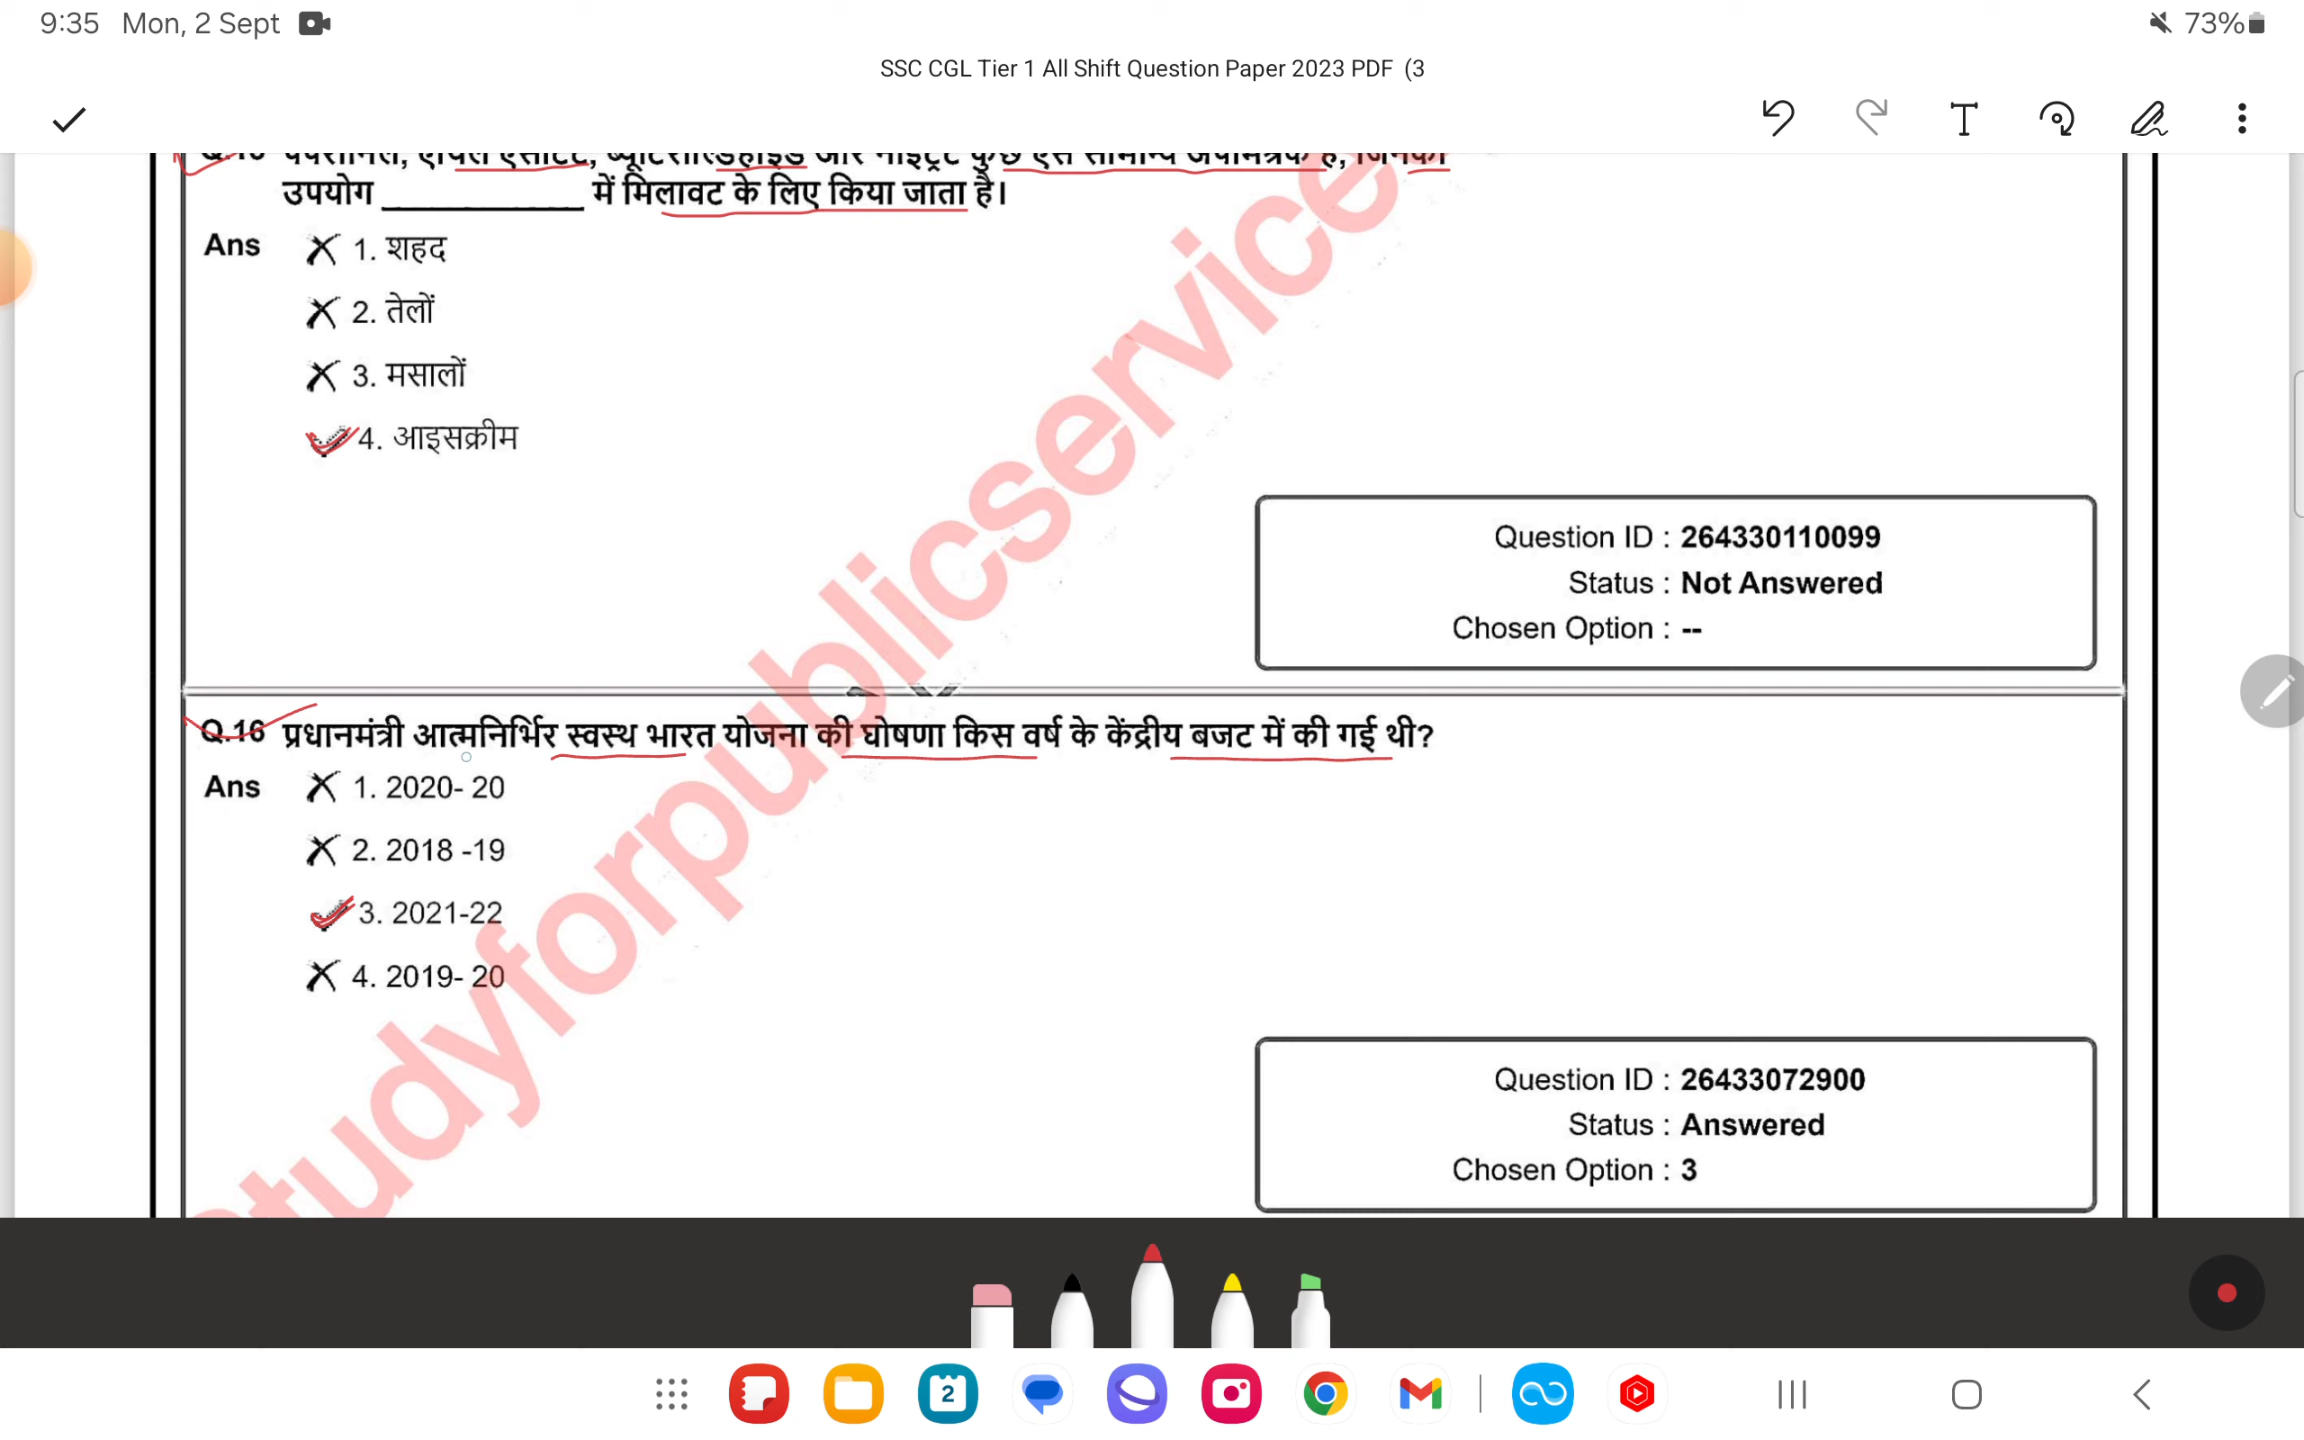 9:35 Mon, 2 Sept
73%
SSC CGL Tier 1 All Shift Question Paper 2023 PDF (3
उपयोग ____________ में मिलावट के लिए किया जाता है।
Ans
1. शहद
2. तेलों
3. मसालों
4. आइसक्रीम
Question ID : 264330110099
Status : Not Answered
Chosen Option : --
Q.16 प्रधानमंत्री आत्मनिर्भिर स्वस्थ भारत योजना की घोषणा किस वर्ष के केंद्रीय बजट में की गई थी?
Ans
1. 2020- 20
2. 2018 -19
3. 2021-22
4. 2019- 20
Question ID : 26433072900
Status : Answered
Chosen Option : 3
studyforpublicservice
2